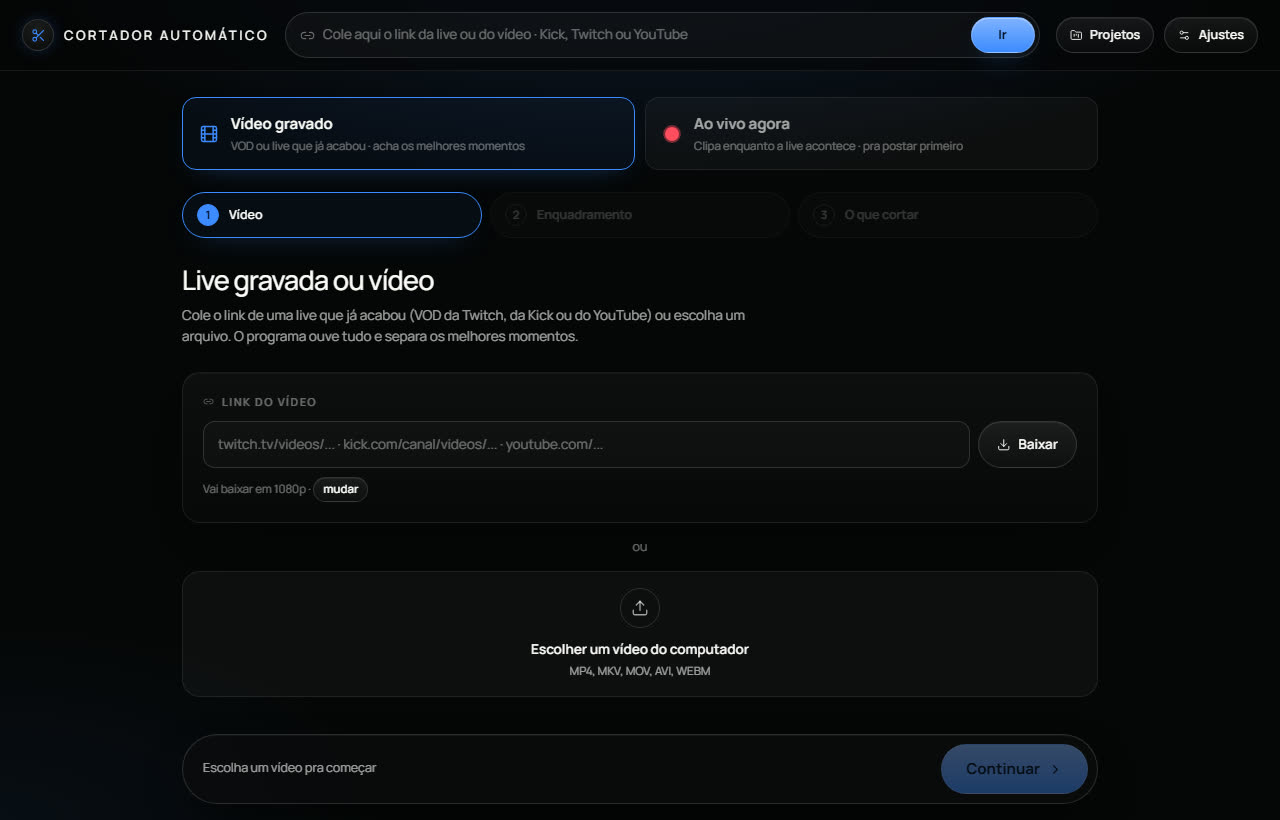 CORTADOR AUTOMÁTICO
Cole aqui o link da live ou do vídeo · Kick, Twitch ou YouTube
Ir
Projetos
Ajustes
Vídeo gravado
VOD ou live que já acabou · acha os melhores momentos
Ao vivo agora
Clipa enquanto a live acontece · pra postar primeiro
1 Vídeo
2 Enquadramento
3 O que cortar
Live gravada ou vídeo
Cole o link de uma live que já acabou (VOD da Twitch, da Kick ou do YouTube) ou escolha um
arquivo. O programa ouve tudo e separa os melhores momentos.
LINK DO VÍDEO
twitch.tv/videos/... · kick.com/canal/videos/... · youtube.com/...
Baixar
Vai baixar em 1080p · mudar
ou
Escolher um vídeo do computador
MP4, MKV, MOV, AVI, WEBM
Escolha um vídeo pra começar
Continuar